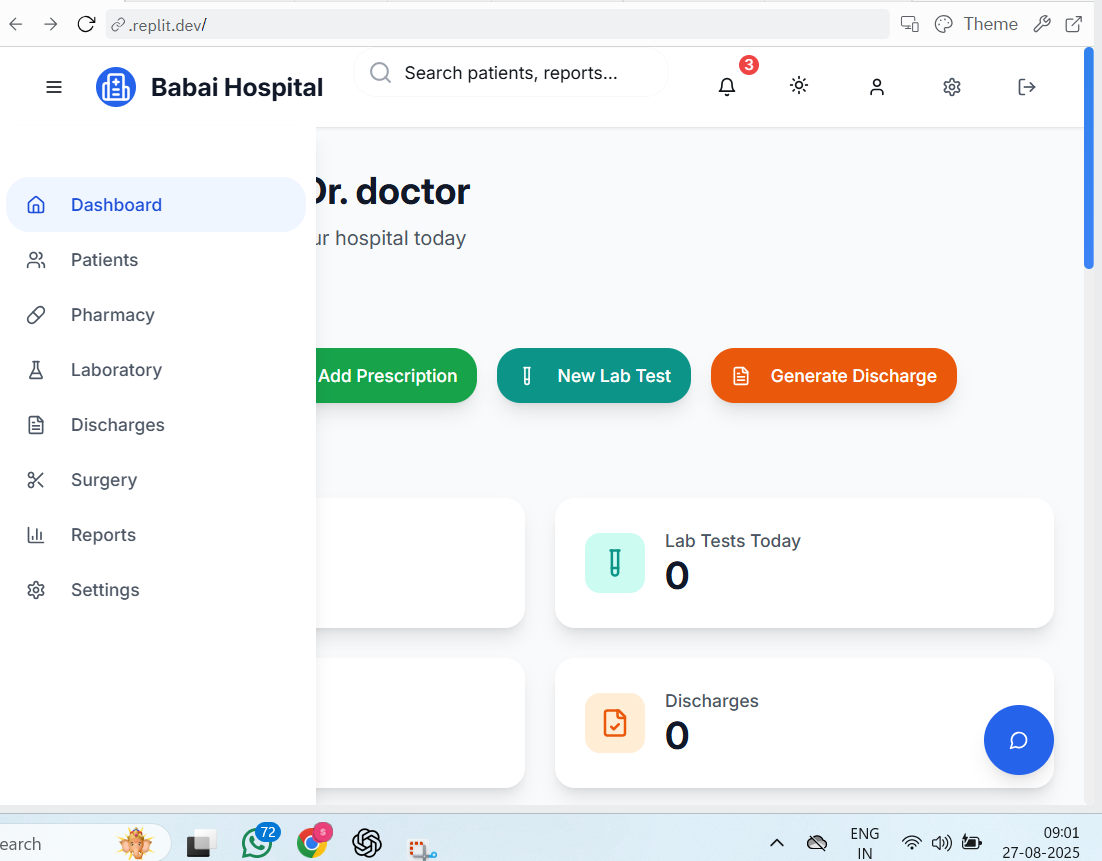 .replit.dev/
Theme
Babai Hospital
Search patients, reports...
3
Dr. doctor
ur hospital today
Dashboard
Patients
Pharmacy
Laboratory
Discharges
Surgery
Reports
Settings
Add Prescription
New Lab Test
Generate Discharge
Lab Tests Today
0
Discharges
0
earch
72
s
ENG
IN
09:01
27-08-2025